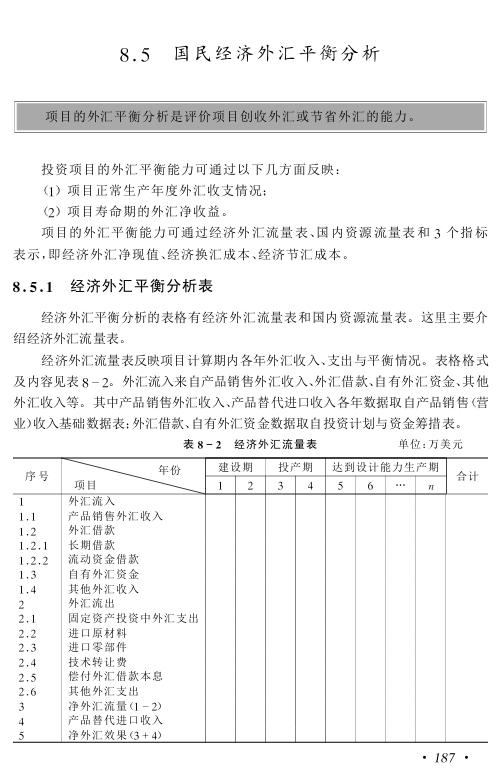 8.5 国民经济外汇平衡分析
项目的外汇平衡分析是评价项目创收外汇或节省外汇的能力。
投资项目的外汇平衡能力可通过以下几方面反映：
(1) 项目正常生产年度外汇收支情况；
(2) 项目寿命期的外汇净收益。
项目的外汇平衡能力可通过经济外汇流量表、国内资源流量表和 3 个指标
表示，即经济外汇净现值、经济换汇成本、经济节汇成本。
8.5.1 经济外汇平衡分析表
经济外汇平衡分析的表格有经济外汇流量表和国内资源流量表。这里主要介
绍经济外汇流量表。
经济外汇流量表反映项目计算期内各年外汇收入、支出与平衡情况。表格格式
及内容见表 8－2。外汇流入来自产品销售外汇收入、外汇借款、自有外汇资金、其他
外汇收入等。其中产品销售外汇收入、产品替代进口收入各年数据取自产品销售（营
业）收入基础数据表；外汇借款、自有外汇资金数据取自投资计划与资金筹措表。
表 8－2 经济外汇流量表 单位：万美元
序号 年份 项目 建设期 投产期 达到设计能力生产期 合计
1 2 3 4 5 6 … n
1 外汇流入
1.1 产品销售外汇收入
1.2 外汇借款
1.2.1 长期借款
1.2.2 流动资金借款
1.3 自有外汇资金
1.4 其他外汇收入
2 外汇流出
2.1 固定资产投资中外汇支出
2.2 进口原材料
2.3 进口零部件
2.4 技术转让费
2.5 偿付外汇借款本息
2.6 其他外汇支出
3 净外汇流量(1－2)
4 产品替代进口收入
5 净外汇效果(3＋4)
· 187 ·